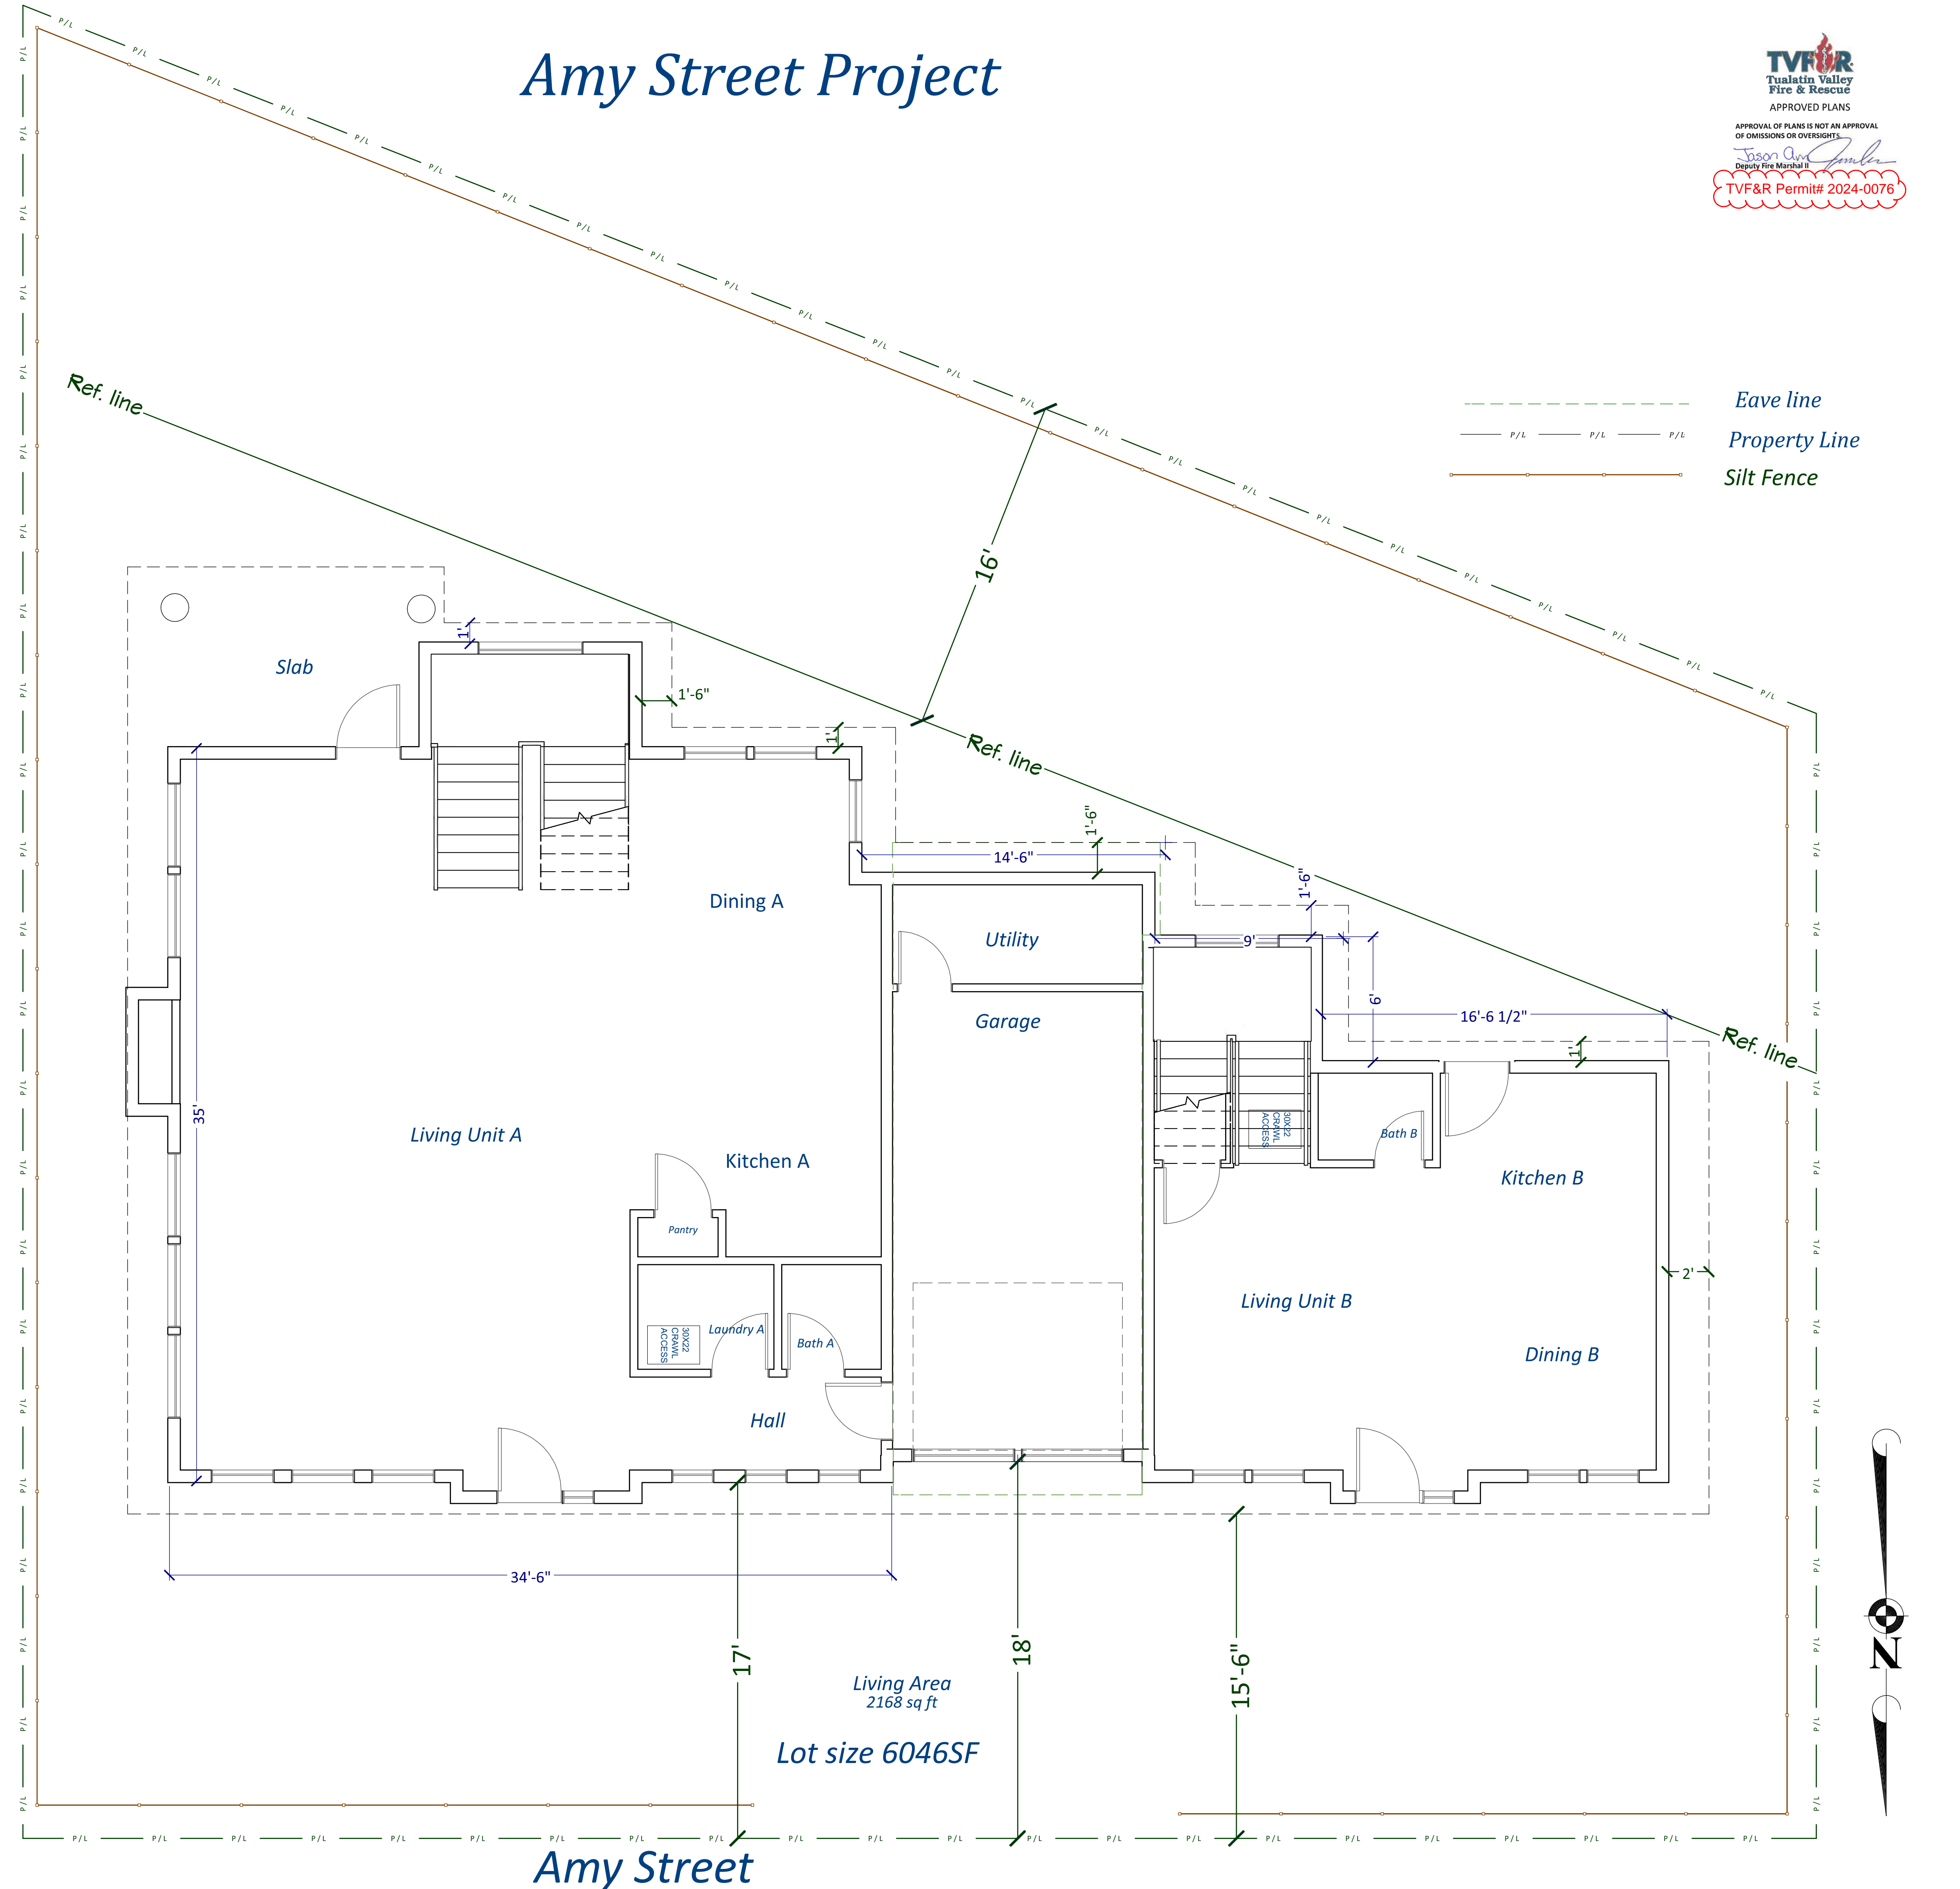 Amy Street Project
TVF&R
Tualatin Valley
Fire & Rescue
APPROVED PLANS
APPROVAL OF PLANS IS NOT AN APPROVAL
OF OMISSIONS OR OVERSIGHTS.
Deputy Fire Marshal II
TVF&R Permit# 2024-0076
Eave line
P/L P/L P/L
Property Line
Silt Fence
Ref. line
16'
1'
Slab
1'-6"
1'
Ref. line
1'-6"
14'-6"
1'-6"
Dining A
Utility
9'
6'
Garage
16'-6 1/2"
1'
Ref. line
35'
Living Unit A
Kitchen A
30X22
CRAWL
ACCESS
Bath B
Kitchen B
Pantry
2'
Living Unit B
30X22
CRAWL
ACCESS
Laundry A
Bath A
Dining B
Hall
34'-6"
17'
18'
15'-6"
N
Living Area
2168 sq ft
Lot size 6046SF
Amy Street